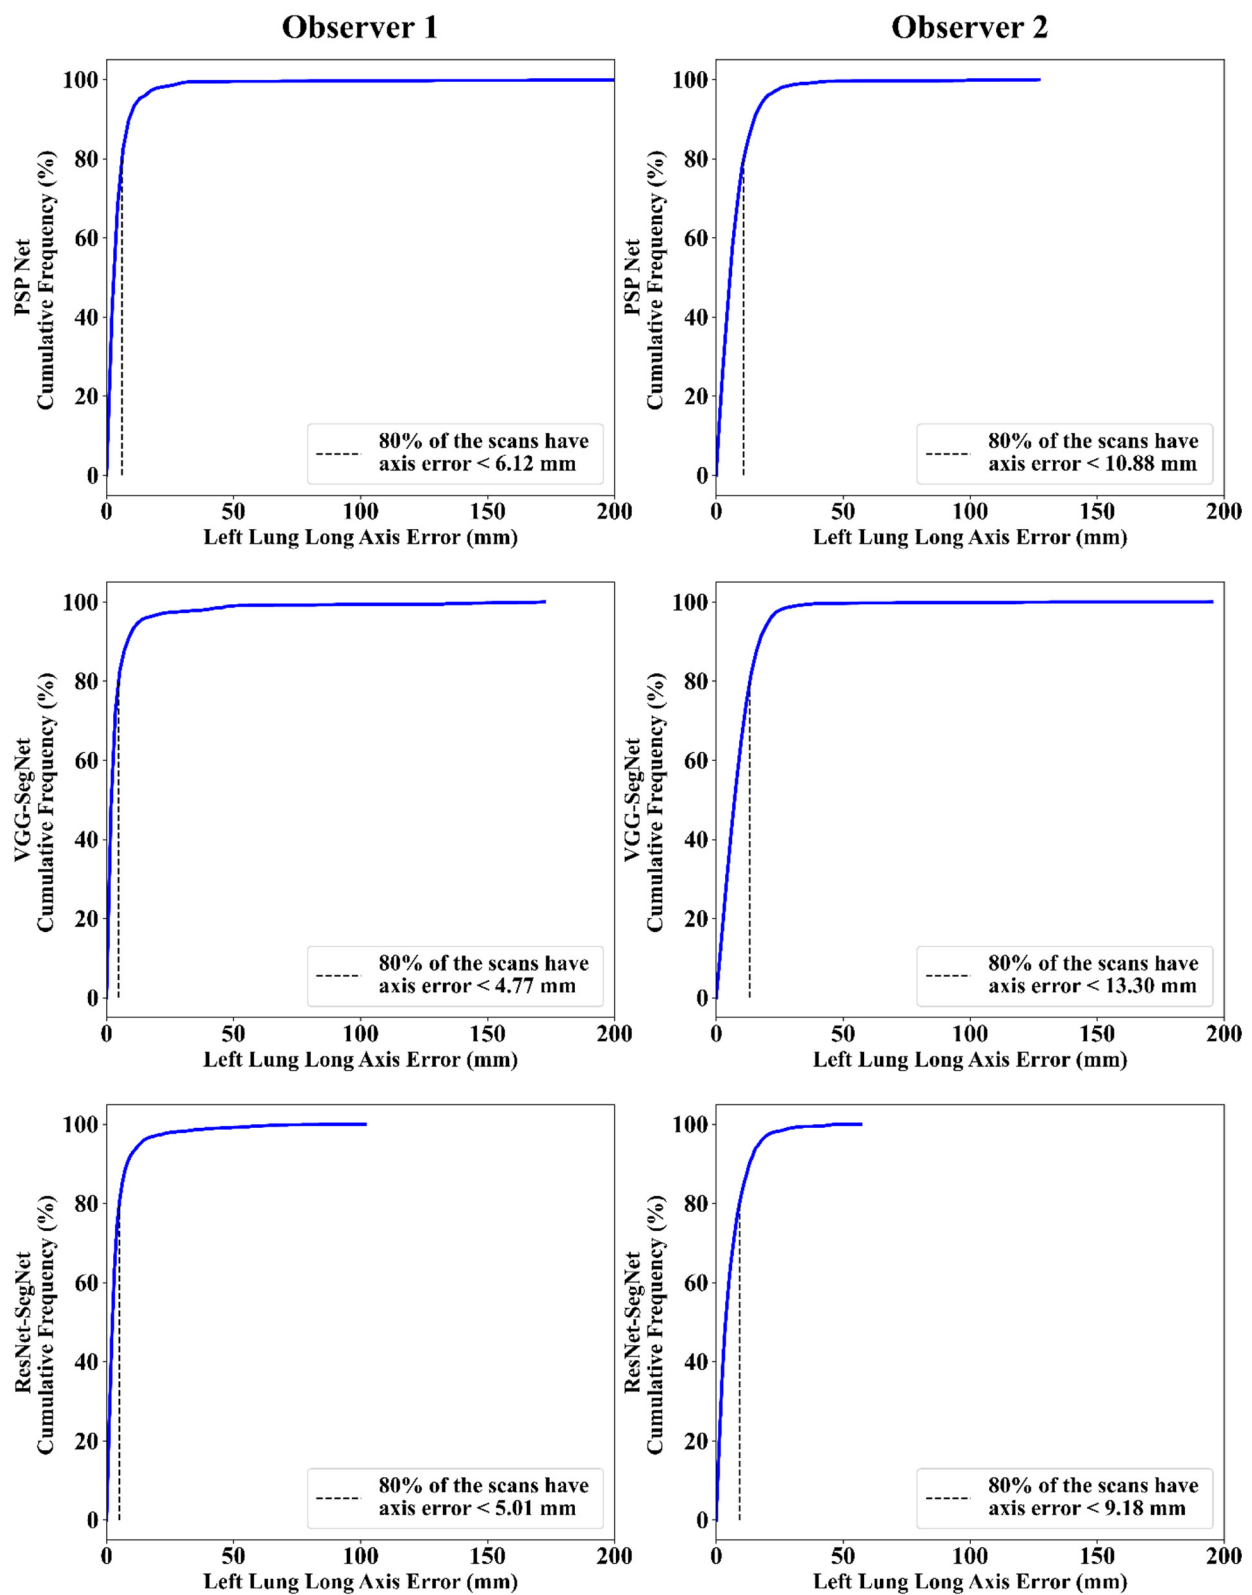 Observer 1
Observer 2
PSP Net
Cumulative Frequency (%)
100
80
60
40
20
0
80% of the scans have
axis error < 6.12 mm
0 50 100 150 200
Left Lung Long Axis Error (mm)
PSP Net
Cumulative Frequency (%)
100
80
60
40
20
0
80% of the scans have
axis error < 10.88 mm
0 50 100 150 200
Left Lung Long Axis Error (mm)
VGG-SegNet
Cumulative Frequency (%)
100
80
60
40
20
0
80% of the scans have
axis error < 4.77 mm
0 50 100 150 200
Left Lung Long Axis Error (mm)
VGG-SegNet
Cumulative Frequency (%)
100
80
60
40
20
0
80% of the scans have
axis error < 13.30 mm
0 50 100 150 200
Left Lung Long Axis Error (mm)
ResNet-SegNet
Cumulative Frequency (%)
100
80
60
40
20
0
80% of the scans have
axis error < 5.01 mm
0 50 100 150 200
Left Lung Long Axis Error (mm)
ResNet-SegNet
Cumulative Frequency (%)
100
80
60
40
20
0
80% of the scans have
axis error < 9.18 mm
0 50 100 150 200
Left Lung Long Axis Error (mm)